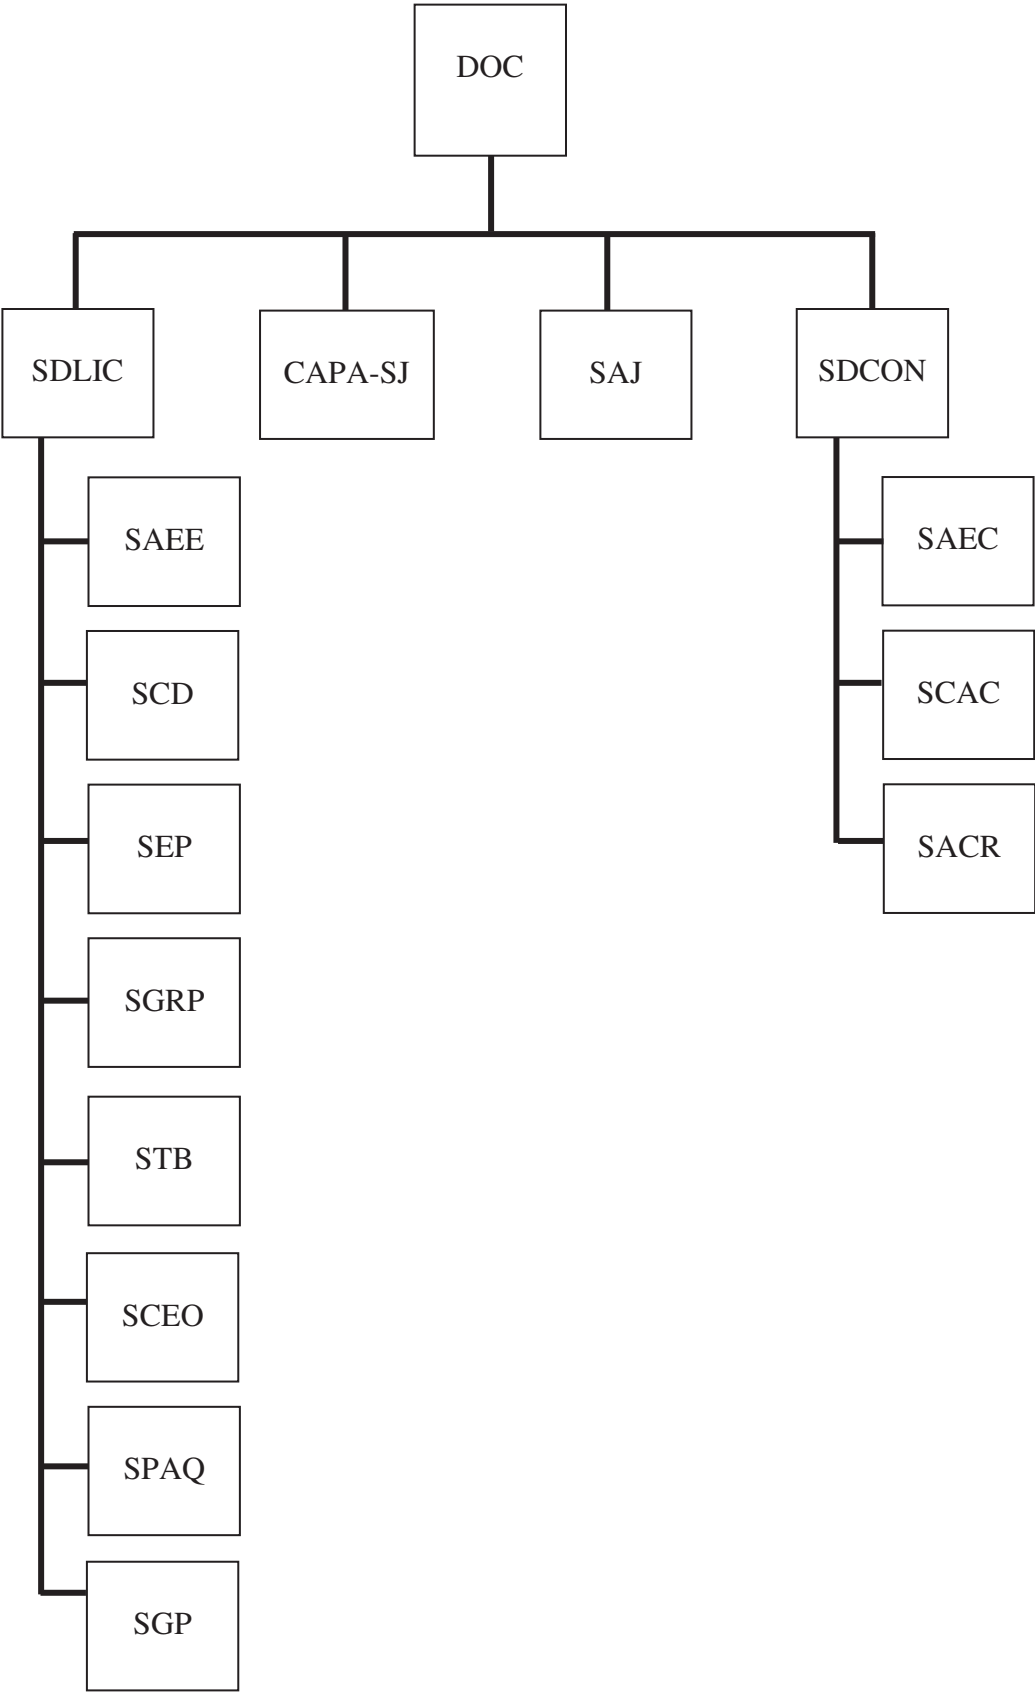 DOC
SDLIC
CAPA-SJ
SAJ
SDCON
SAEE
SCD
SEP
SGRP
STB
SCEO
SPAQ
SGP
SAEC
SCAC
SACR